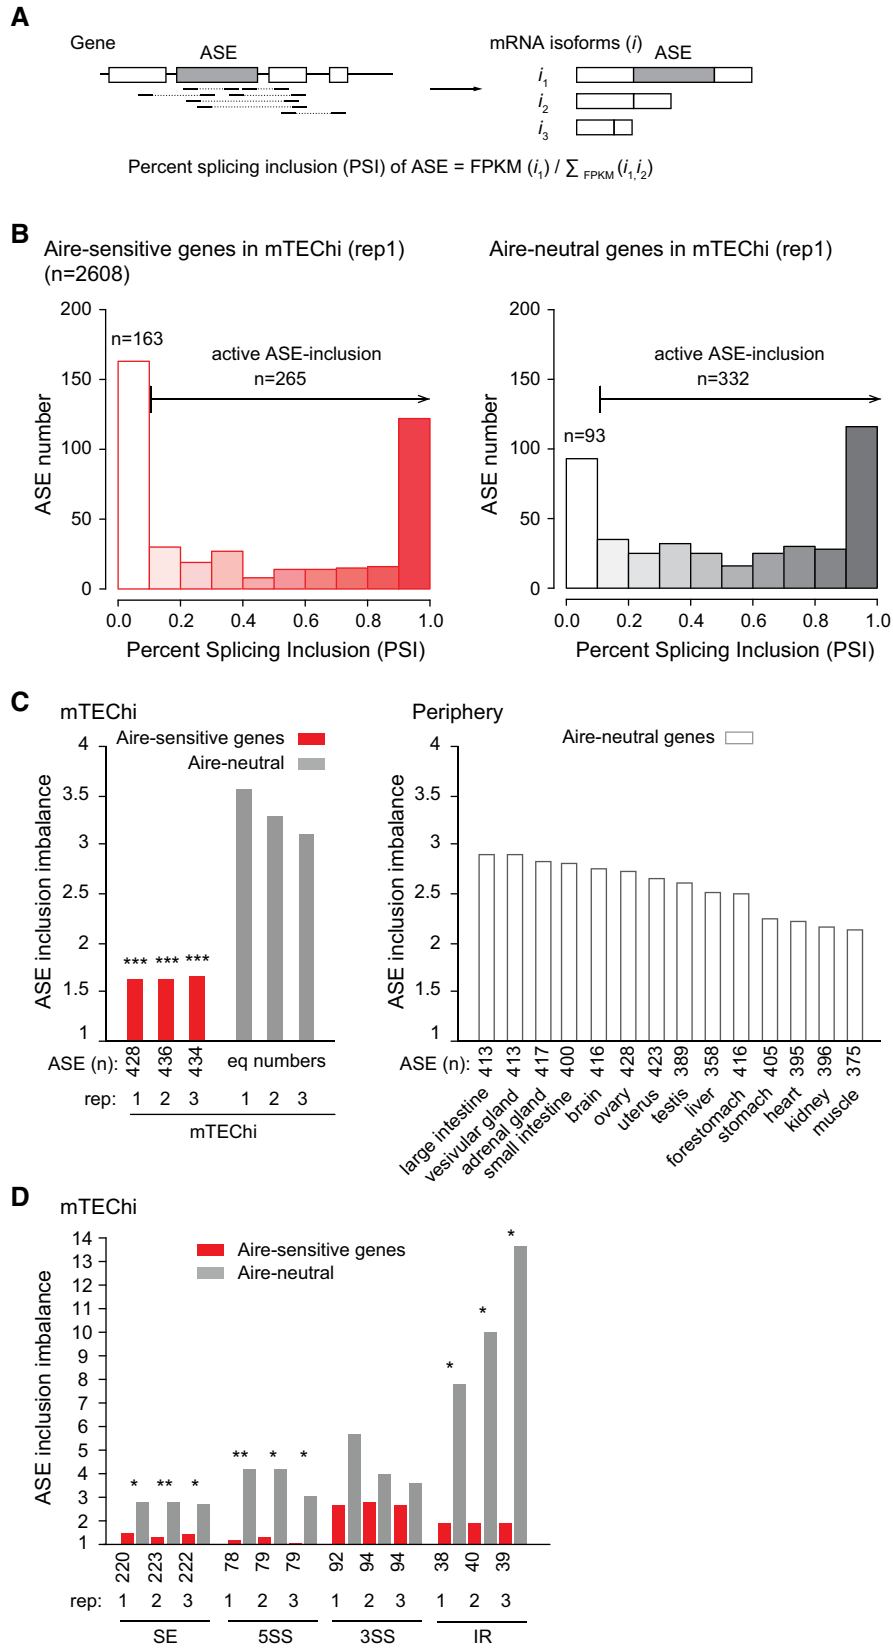 A
Gene
ASE
mRNA isoforms (i)
ASE
i1
i2
i3
Percent splicing inclusion (PSI) of ASE = FPKM (i1) / ∑ FPKM (i1,i2)
B
Aire-sensitive genes in mTEChi (rep1)
(n=2608)
Aire-neutral genes in mTEChi (rep1)
200
150
100
50
0
ASE number
n=163
active ASE-inclusion
n=265
0.0 0.2 0.4 0.6 0.8 1.0
Percent Splicing Inclusion (PSI)
200
150
100
50
0
ASE number
n=93
active ASE-inclusion
n=332
0.0 0.2 0.4 0.6 0.8 1.0
Percent Splicing Inclusion (PSI)
C
mTEChi
Aire-sensitive genes
Aire-neutral
4
3.5
3
2.5
2
1.5
1
ASE inclusion imbalance
*** *** ***
ASE (n): 428 436 434 eq numbers
rep: 1 2 3 1 2 3
mTEChi
Periphery
Aire-neutral genes
4
3.5
3
2.5
2
1.5
1
ASE inclusion imbalance
ASE (n): 413 413 417 400 416 428 423 389 358 416 405 395 396 375
large intestine
vesivular gland
adrenal gland
small intestine
brain
ovary
uterus
testis
liver
forestomach
stomach
heart
kidney
muscle
D
mTEChi
Aire-sensitive genes
Aire-neutral
14
13
12
11
10
9
8
7
6
5
4
3
2
1
ASE inclusion imbalance
* ** * ** * * * * *
220 223 222 78 79 79 92 94 94 38 40 39
rep: 1 2 3 1 2 3 1 2 3 1 2 3
SE 5SS 3SS IR